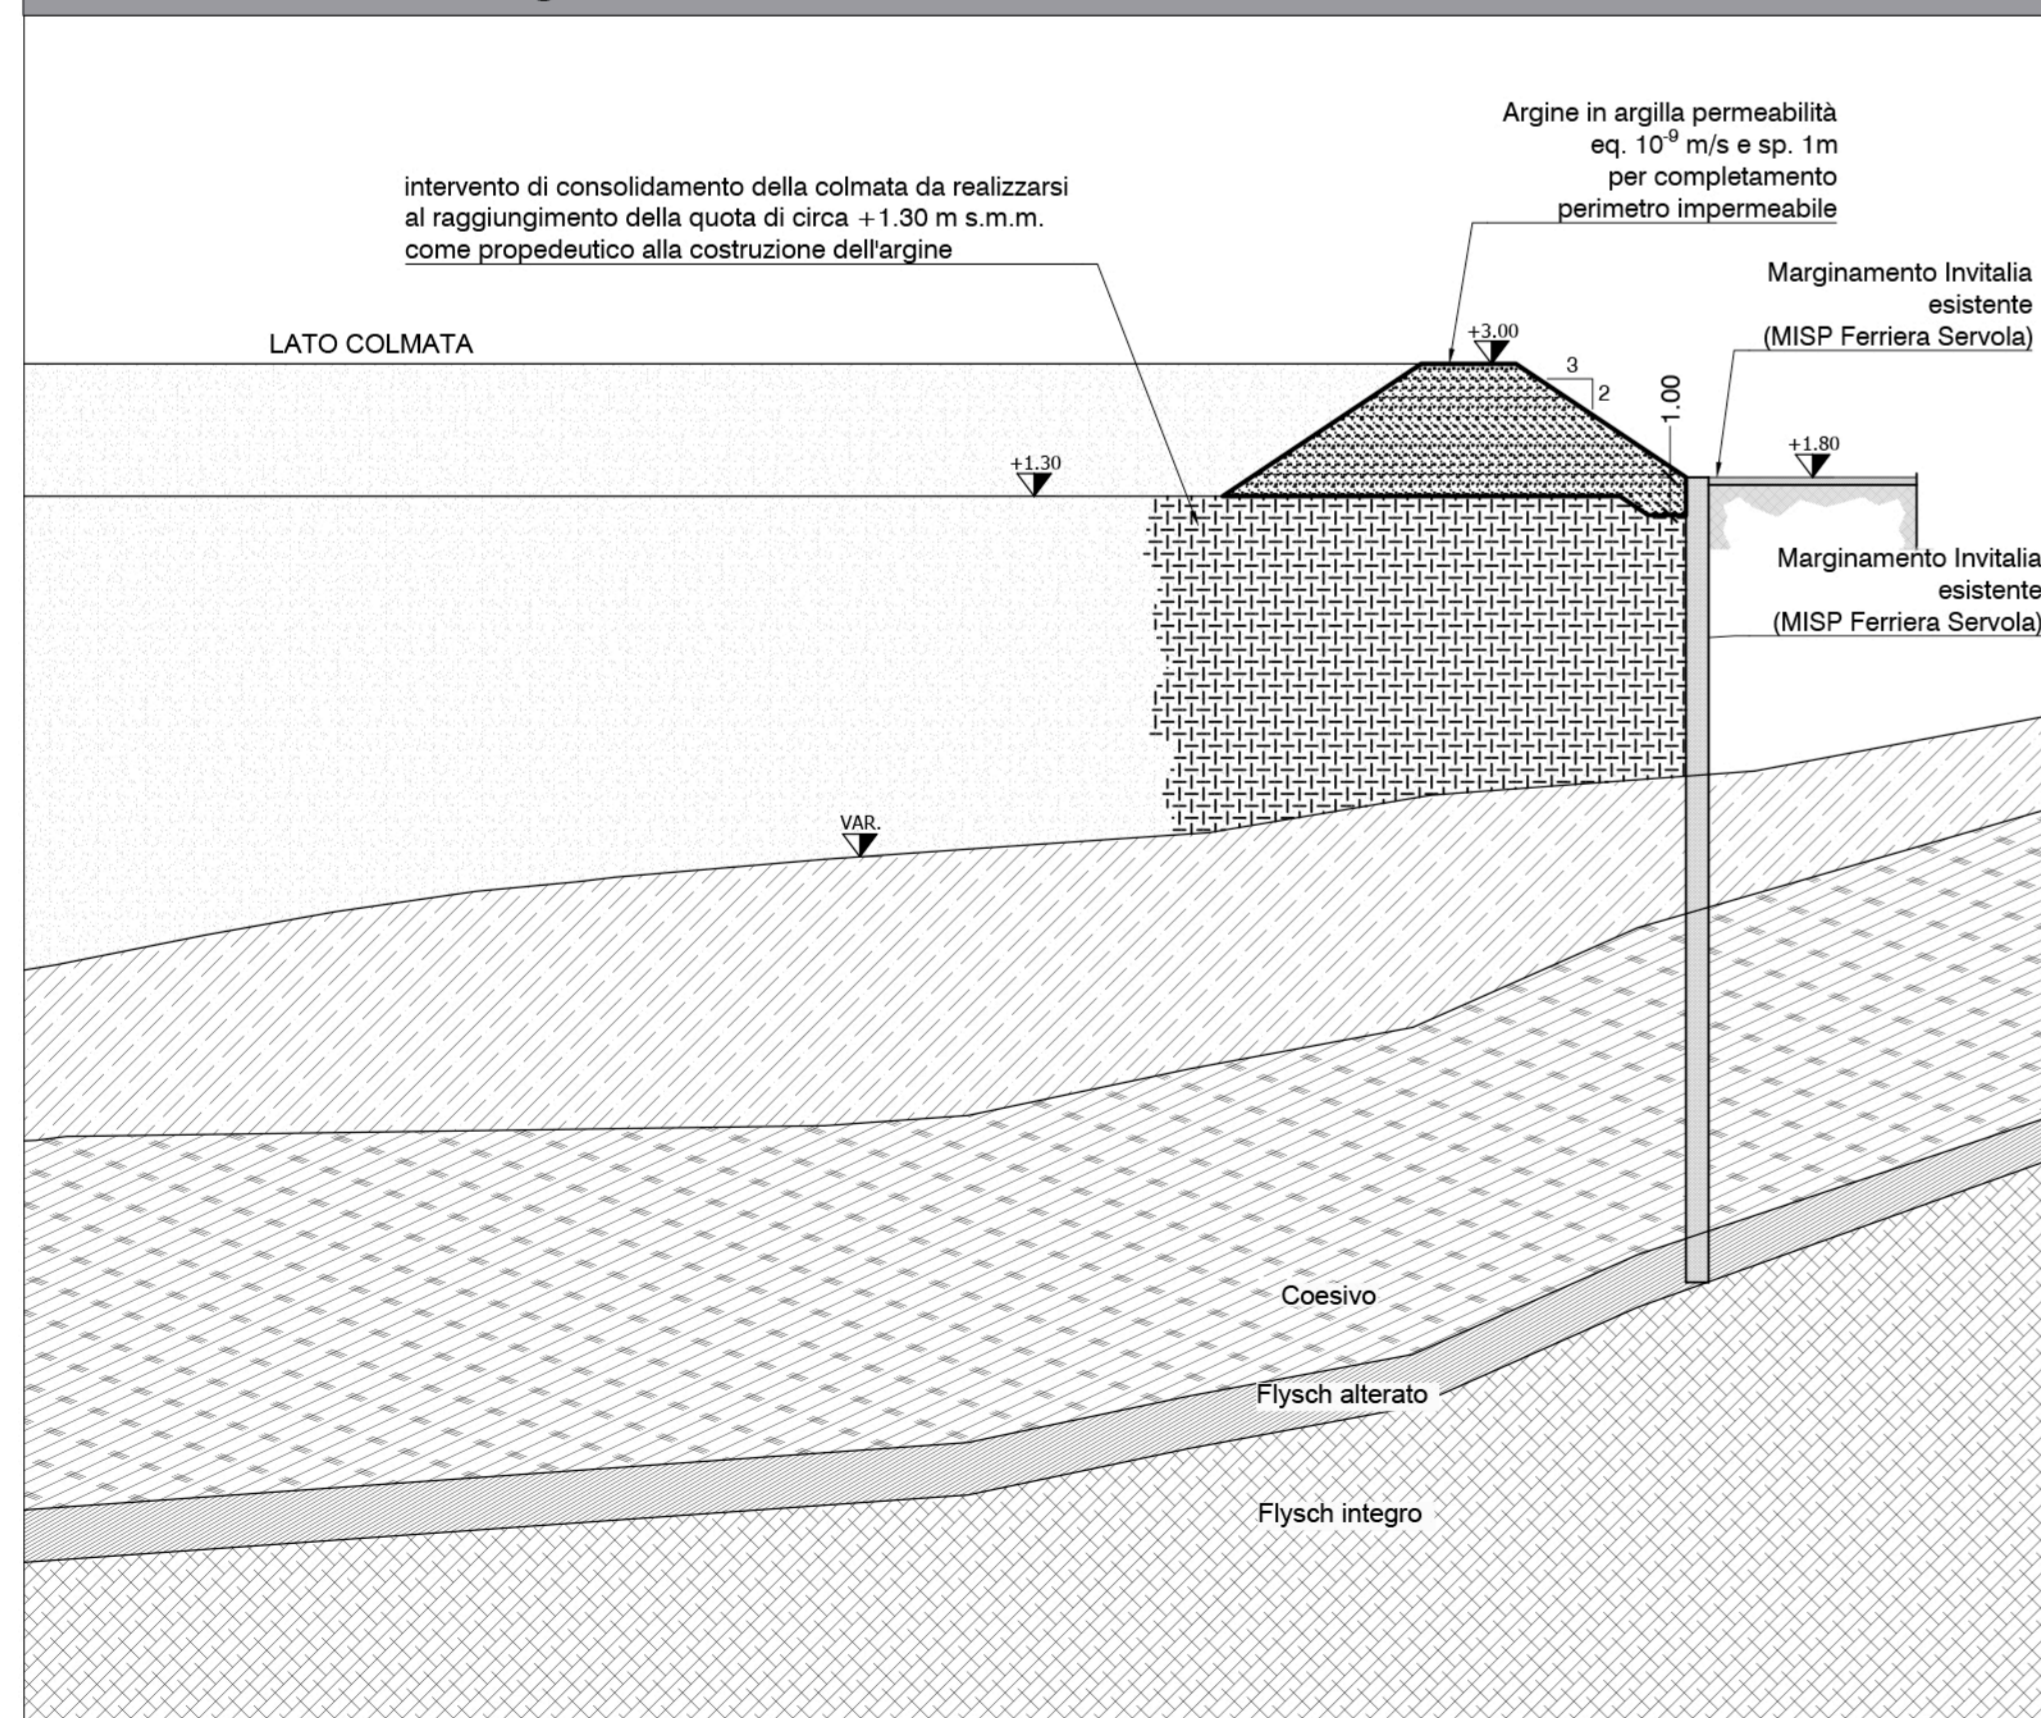 Argine in argilla permeabilità
eq. 10⁻⁹ m/s e sp. 1m
per completamento
perimetro impermeabile
intervento di consolidamento della colmata da realizzarsi
al raggiungimento della quota di circa +1.30 m s.m.m.
come propedeutico alla costruzione dell'argine
Marginamento Invitalia
esistente
(MISP Ferriera Servola)
LATO COLMATA
+3.00
3
2
1.00
+1.80
+1.30
Marginamento Invitalia
esistente
(MISP Ferriera Servola)
VAR.
Coesivo
Flysch alterato
Flysch integro